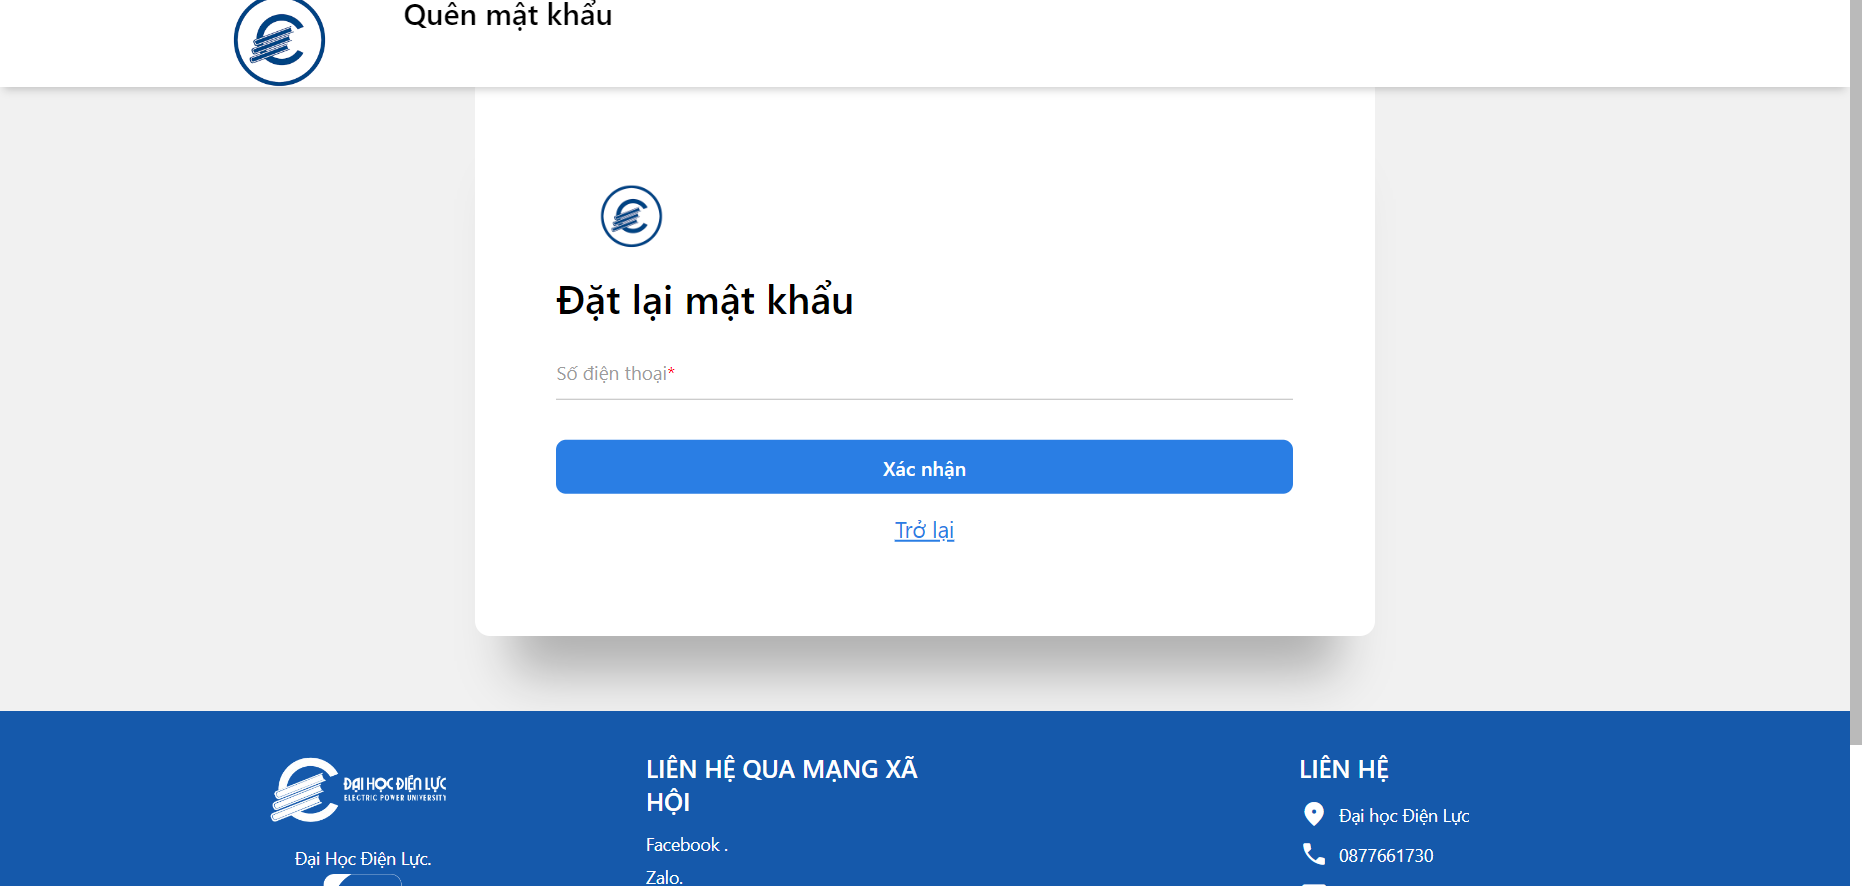 Quên mật khẩu
Đặt lại mật khẩu
Số điện thoại*
Xác nhận
Trở lại
ĐẠI HỌC ĐIỆN LỰC
ELECTRIC POWER UNIVERSITY
Đại Học Điện Lực.
LIÊN HỆ QUA MẠNG XÃ
HỘI
Facebook .
Zalo.
LIÊN HỆ
Đại học Điện Lực
0877661730